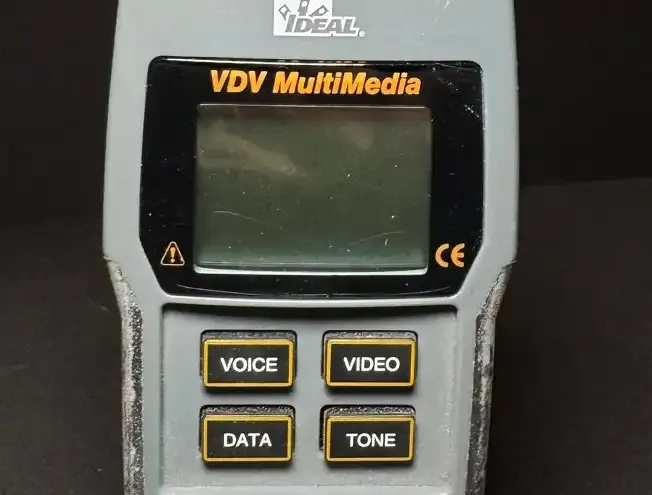 IDEAL.
VDV MultiMedia
CE
VOICE
VIDEO
DATA
TONE